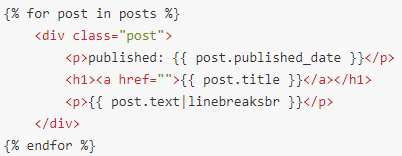 {% for post in posts %}
    <div class="post">
        <p>published: {{ post.published_date }}</p>
        <h1><a href="">{{ post.title }}</a></h1>
        <p>{{ post.text|linebreaksbr }}</p>
    </div>
{% endfor %}